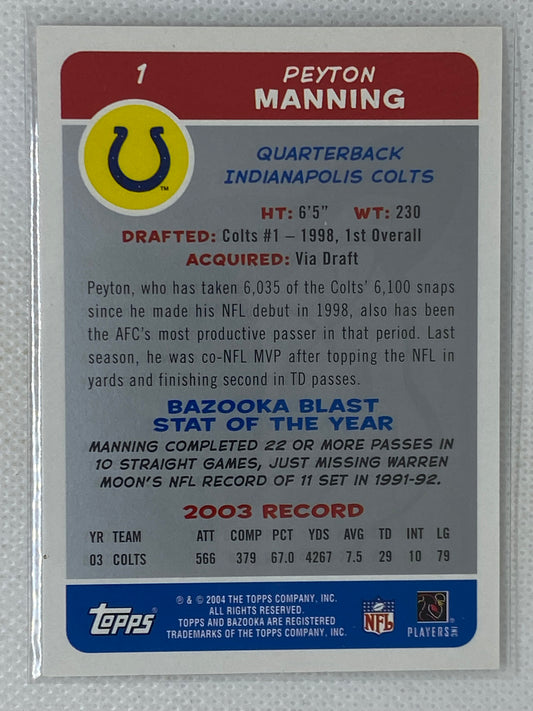 1
PEYTON
MANNING
TM
QUARTERBACK
INDIANAPOLIS COLTS
HT: 6'5" WT: 230
DRAFTED: Colts #1 – 1998, 1st Overall
ACQUIRED: Via Draft
Peyton, who has taken 6,035 of the Colts' 6,100 snaps
since he made his NFL debut in 1998, also has been
the AFC's most productive passer in that period. Last
season, he was co-NFL MVP after topping the NFL in
yards and finishing second in TD passes.
BAZOOKA BLAST
STAT OF THE YEAR
MANNING COMPLETED 22 OR MORE PASSES IN
10 STRAIGHT GAMES, JUST MISSING WARREN
MOON'S NFL RECORD OF 11 SET IN 1991-92.
2003 RECORD
YR TEAM ATT COMP PCT YDS AVG TD INT LG
03 COLTS 566 379 67.0 4267 7.5 29 10 79
TOPPS®
℗ & © 2004 THE TOPPS COMPANY, INC.
ALL RIGHTS RESERVED.
TOPPS AND BAZOOKA ARE REGISTERED
TRADEMARKS OF THE TOPPS COMPANY, INC.
NFL
PLAYERS INC